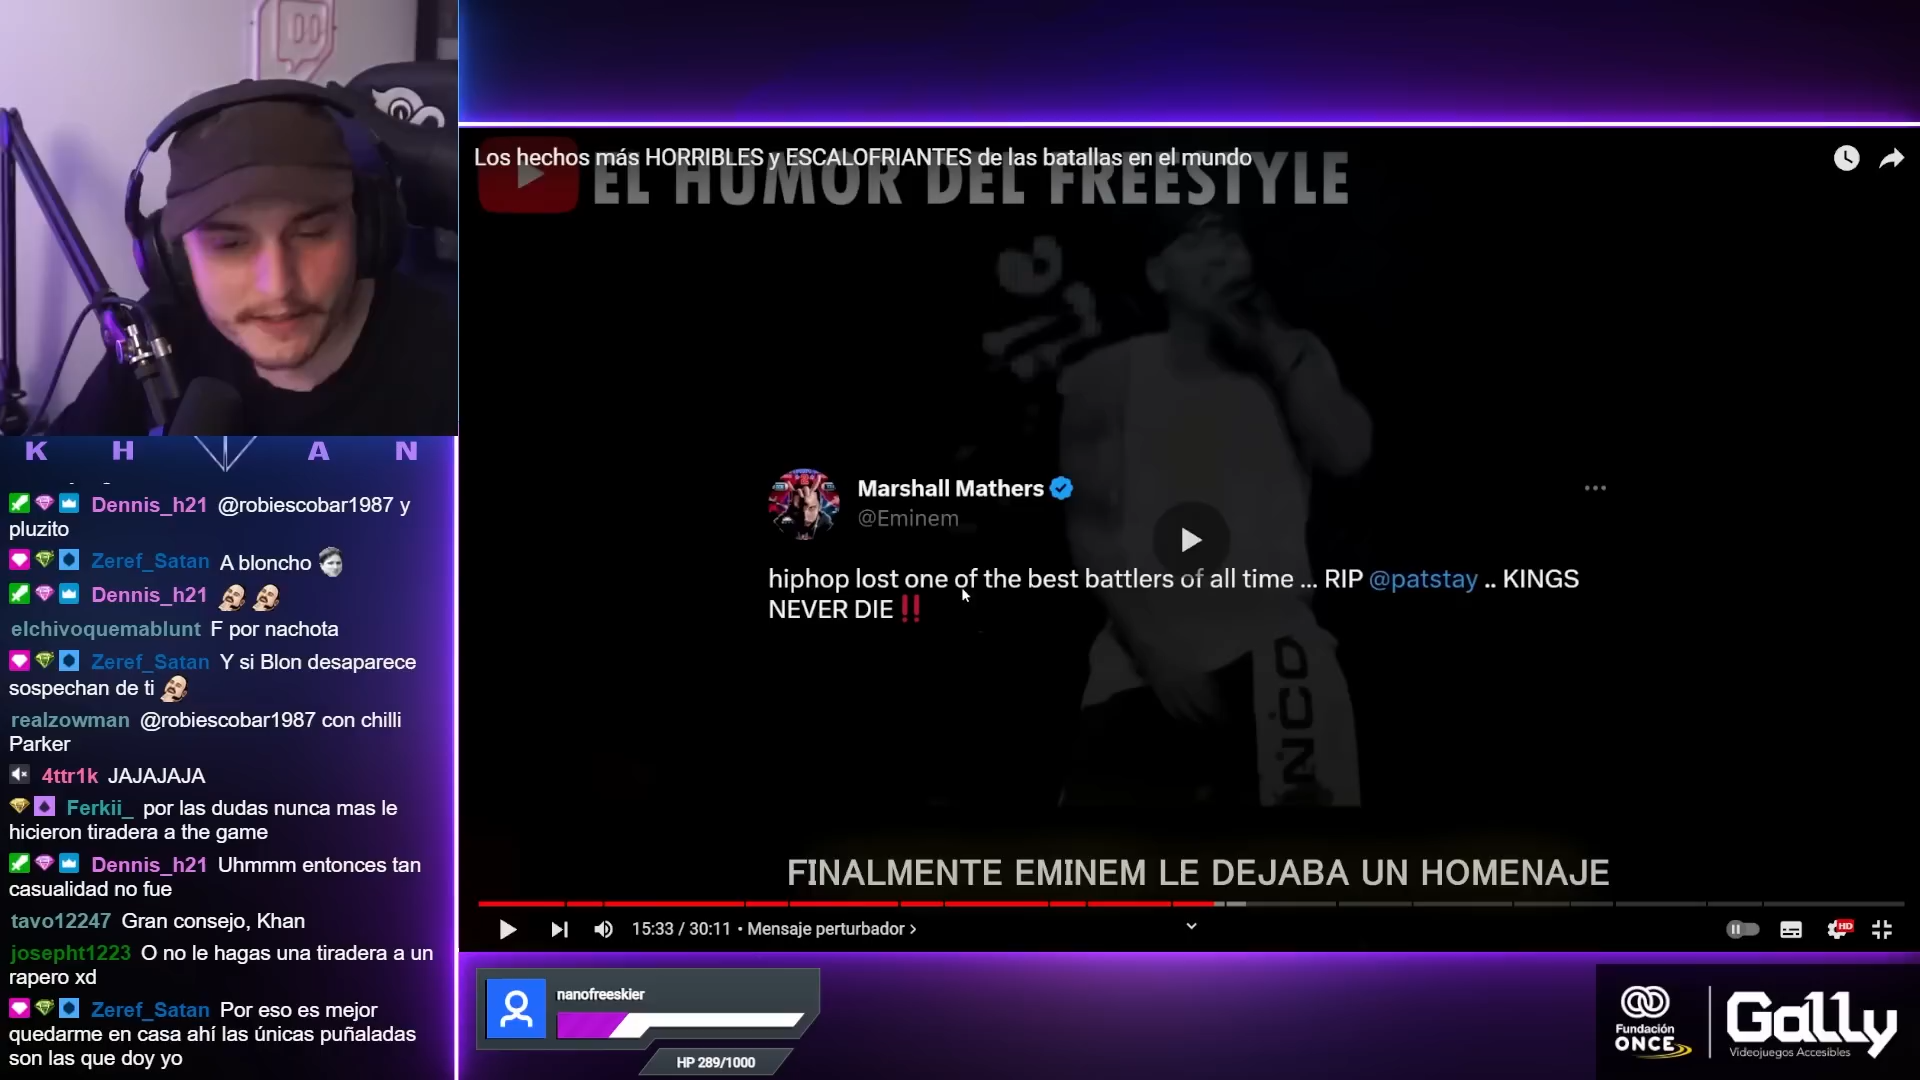 K H A N
Dennis_h21 @robiescobar1987 y
pluzito
Zeref_Satan A bloncho
Dennis_h21
elchivoquemablunt F por nachota
Zeref_Satan Y si Blon desaparece
sospechan de ti
realzowman @robiescobar1987 con chilli
Parker
4ttr1k JAJAJAJA
Ferkii_ por las dudas nunca mas le
hicieron tiradera a the game
Dennis_h21 Uhmmm entonces tan
casualidad no fue
tavo12247 Gran consejo, Khan
josepht1223 O no le hagas una tiradera a un
rapero xd
Zeref_Satan Por eso es mejor
quedarme en casa ahí las únicas puñaladas
son las que doy yo
Los hechos más HORRIBLES y ESCALOFRIANTES de las batallas en el mundo
EL HUMOR DEL FREESTYLE
Marshall Mathers
@Eminem
hiphop lost one of the best battlers of all time ... RIP @patstay .. KINGS
NEVER DIE‼️
INCO
FINALMENTE EMINEM LE DEJABA UN HOMENAJE
15:33 / 30:11 • Mensaje perturbador >
HD
nanofreeskier
HP 289/1000
Fundación
ONCE
Gally
Videojuegos Accesibles